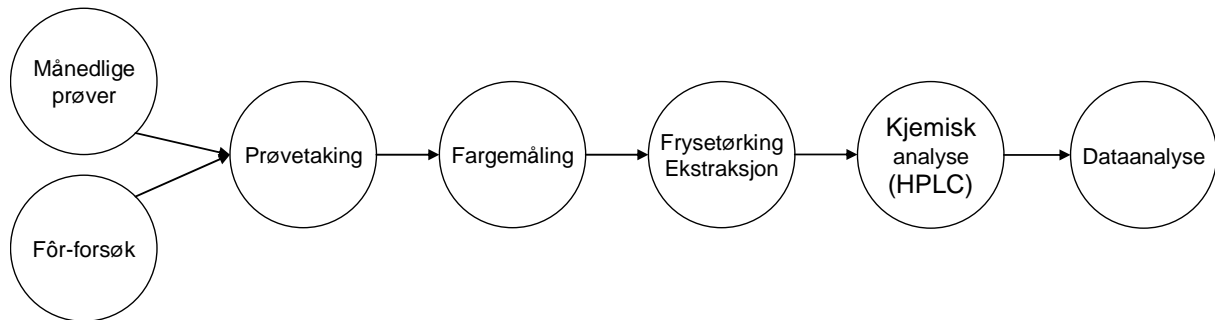 Månedlige
prøver
Fôr-forsøk
Prøvetaking
Fargemåling
Frysetørking
Ekstraksjon
Kjemisk
analyse
(HPLC)
Dataanalyse